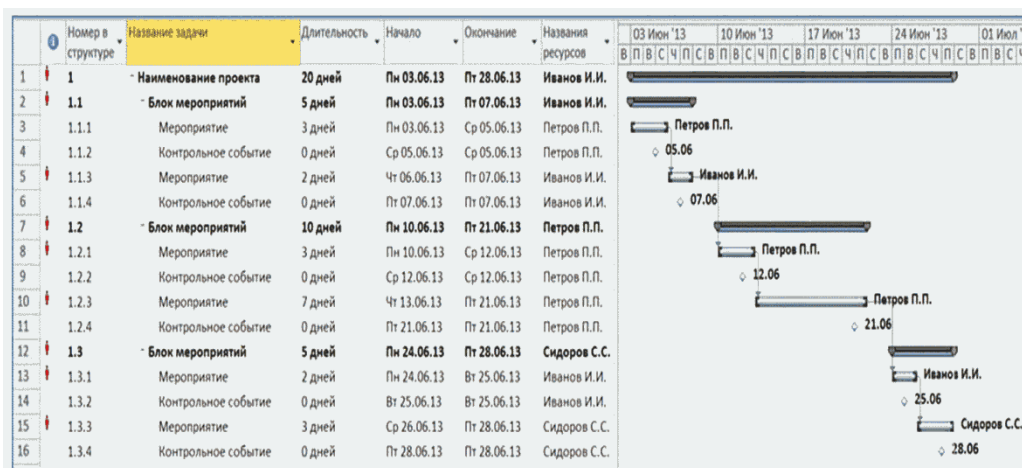 Номер в структуре Название задачи Длительность Начало Окончание Названия ресурсов 03 Июн '13 10 Июн '13 17 Июн '13 24 Июн '13 01 Июл '
В П В С Ч П С В П В С Ч П С В П В С Ч П С В П В С Ч П С В П В С Ч
1 1 Наименование проекта 20 дней Пн 03.06.13 Пт 28.06.13 Иванов И.И.
2 1.1 Блок мероприятий 5 дней Пн 03.06.13 Пт 07.06.13 Иванов И.И.
3 1.1.1 Мероприятие 3 дней Пн 03.06.13 Ср 05.06.13 Петров П.П. Петров П.П.
4 1.1.2 Контрольное событие 0 дней Ср 05.06.13 Ср 05.06.13 Петров П.П. 05.06
5 1.1.3 Мероприятие 2 дней Чт 06.06.13 Пт 07.06.13 Иванов И.И. Иванов И.И.
6 1.1.4 Контрольное событие 0 дней Пт 07.06.13 Пт 07.06.13 Иванов И.И. 07.06
7 1.2 Блок мероприятий 10 дней Пн 10.06.13 Пт 21.06.13 Петров П.П.
8 1.2.1 Мероприятие 3 дней Пн 10.06.13 Ср 12.06.13 Петров П.П. Петров П.П.
9 1.2.2 Контрольное событие 0 дней Ср 12.06.13 Ср 12.06.13 Петров П.П. 12.06
10 1.2.3 Мероприятие 7 дней Чт 13.06.13 Пт 21.06.13 Петров П.П. Петров П.П.
11 1.2.4 Контрольное событие 0 дней Пт 21.06.13 Пт 21.06.13 Петров П.П. 21.06
12 1.3 Блок мероприятий 5 дней Пн 24.06.13 Пт 28.06.13 Сидоров С.С.
13 1.3.1 Мероприятие 2 дней Пн 24.06.13 Вт 25.06.13 Иванов И.И. Иванов И.И.
14 1.3.2 Контрольное событие 0 дней Вт 25.06.13 Вт 25.06.13 Иванов И.И. 25.06
15 1.3.3 Мероприятие 3 дней Ср 26.06.13 Пт 28.06.13 Сидоров С.С. Сидоров С.С.
16 1.3.4 Контрольное событие 0 дней Пт 28.06.13 Пт 28.06.13 Сидоров С.С. 28.06